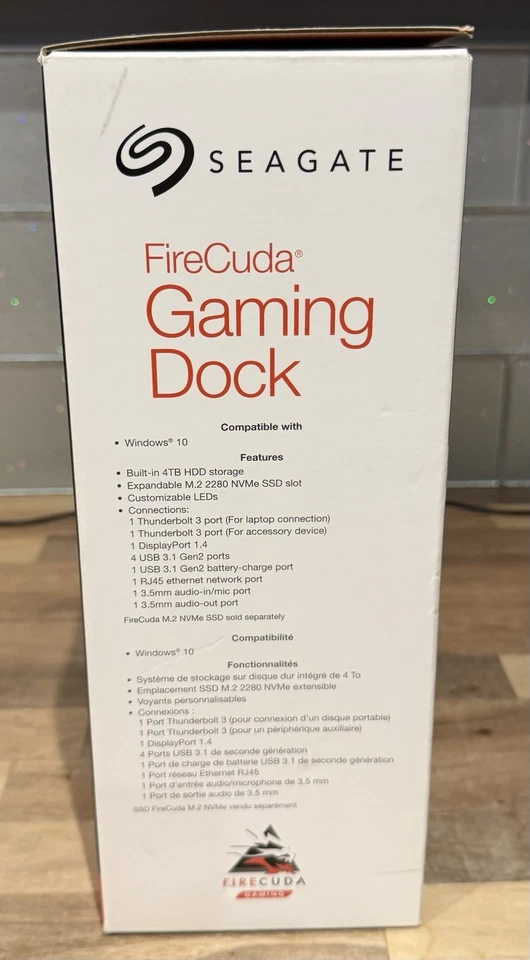 SEAGATE
FireCuda®
Gaming
Dock
Compatible with
• Windows® 10
Features
• Built-in 4TB HDD storage
• Expandable M.2 2280 NVMe SSD slot
• Customizable LEDs
• Connections:
1 Thunderbolt 3 port (For laptop connection)
1 Thunderbolt 3 port (For accessory device)
1 DisplayPort 1.4
4 USB 3.1 Gen2 ports
1 USB 3.1 Gen2 battery-charge port
1 RJ45 ethernet network port
1 3.5mm audio-in/mic port
1 3.5mm audio-out port
FireCuda M.2 NVMe SSD sold separately
Compatibilité
• Windows® 10
Fonctionnalités
• Système de stockage sur disque dur intégré de 4 To
• Emplacement SSD M.2 2280 NVMe extensible
• Voyants personnalisables
• Connexions :
1 Port Thunderbolt 3 (pour connexion d'un disque portable)
1 Port Thunderbolt 3 (pour un périphérique auxiliaire)
1 DisplayPort 1.4
4 Ports USB 3.1 de seconde génération
1 Port de charge de batterie USB 3.1 de seconde génération
1 Port réseau Ethernet RJ45
1 Port d'entrée audio/microphone de 3,5 mm
1 Port de sortie audio de 3,5 mm
SSD FireCuda M.2 NVMe vendu séparément
FIRECUDA
GAMING